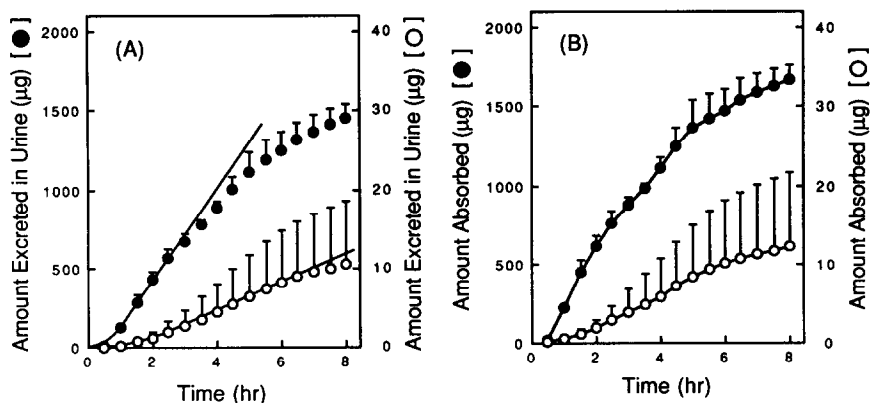 (A)
Amount Excreted in Urine (µg) [●]
2000
1500
1000
500
0
0 2 4 6 8
Time (hr)
40
30
20
10
0
Amount Excreted in Urine (µg) [○]
(B)
Amount Absorbed (µg) [●]
2000
1500
1000
500
0
0 2 4 6 8
Time (hr)
40
30
20
10
0
Amount Absorbed (µg) [○]